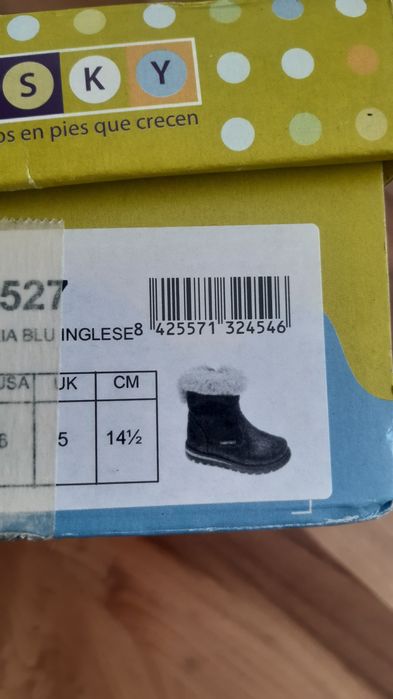 SKY
os en pies que crecen
527
IA BLU INGLESE
8 425571 324546
USA UK CM
6 5 14½